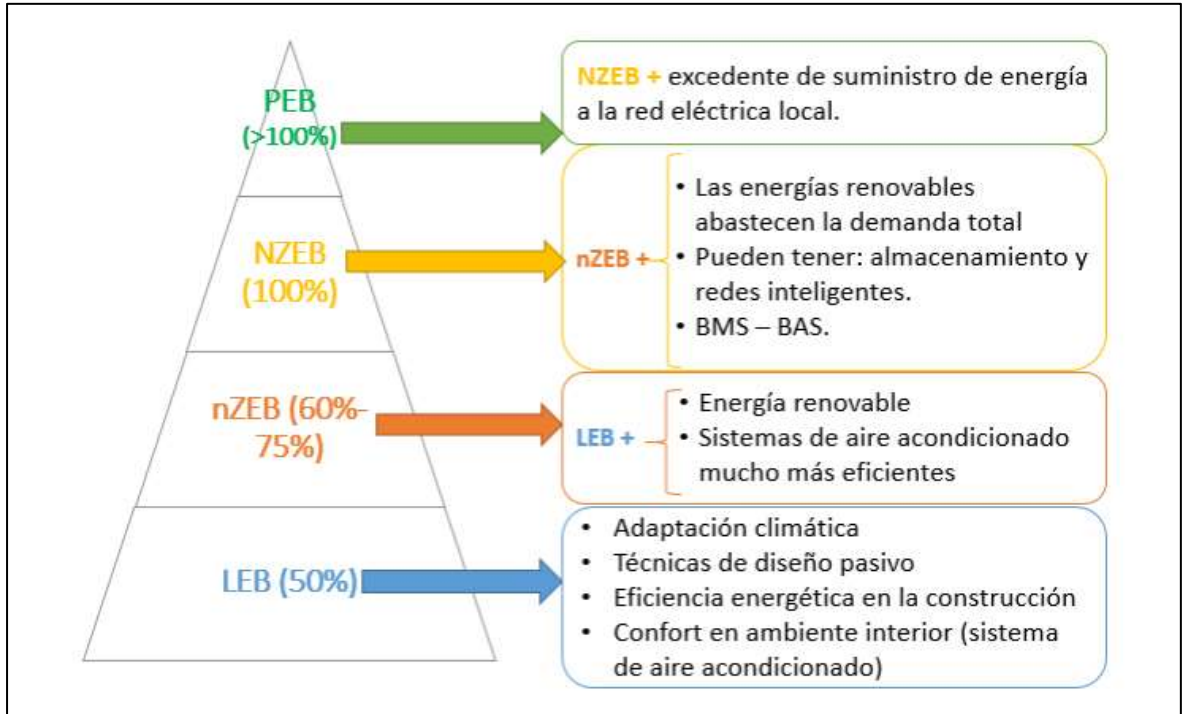 PEB
(>100%)
NZEB + excedente de suministro de energía
a la red eléctrica local.
NZEB
(100%)
nZEB +
• Las energías renovables
abastecen la demanda total
• Pueden tener: almacenamiento y
redes inteligentes.
• BMS – BAS.
nZEB (60%-
75%)
LEB +
• Energía renovable
• Sistemas de aire acondicionado
mucho más eficientes
LEB (50%)
• Adaptación climática
• Técnicas de diseño pasivo
• Eficiencia energética en la construcción
• Confort en ambiente interior (sistema
de aire acondicionado)